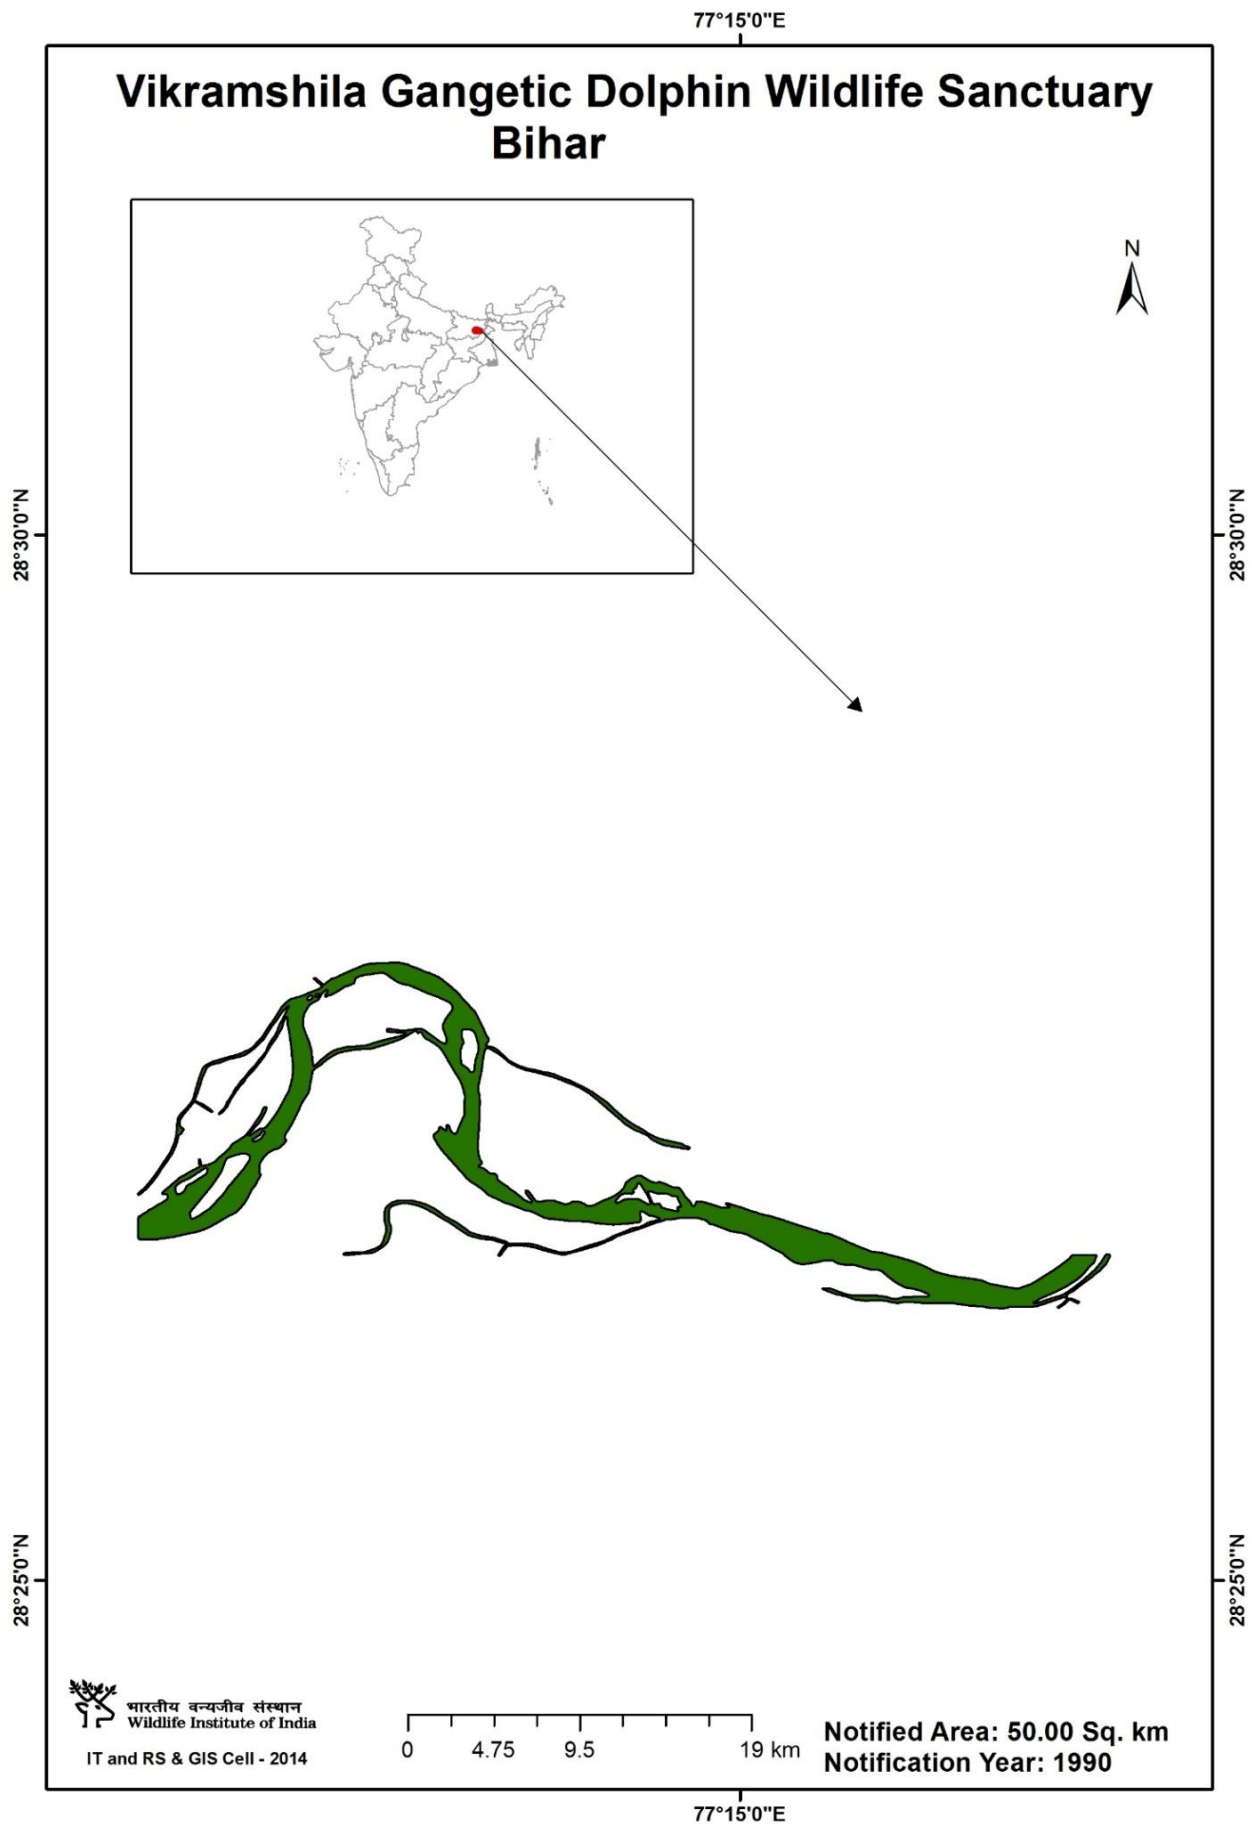 77°15'0"E
Vikramshila Gangetic Dolphin Wildlife Sanctuary
Bihar
N
28°30'0"N
28°30'0"N
28°25'0"N
28°25'0"N
भारतीय वन्यजीव संस्थान
Wildlife Institute of India
IT and RS & GIS Cell - 2014
0 4.75 9.5 19 km
Notified Area: 50.00 Sq. km
Notification Year: 1990
77°15'0"E